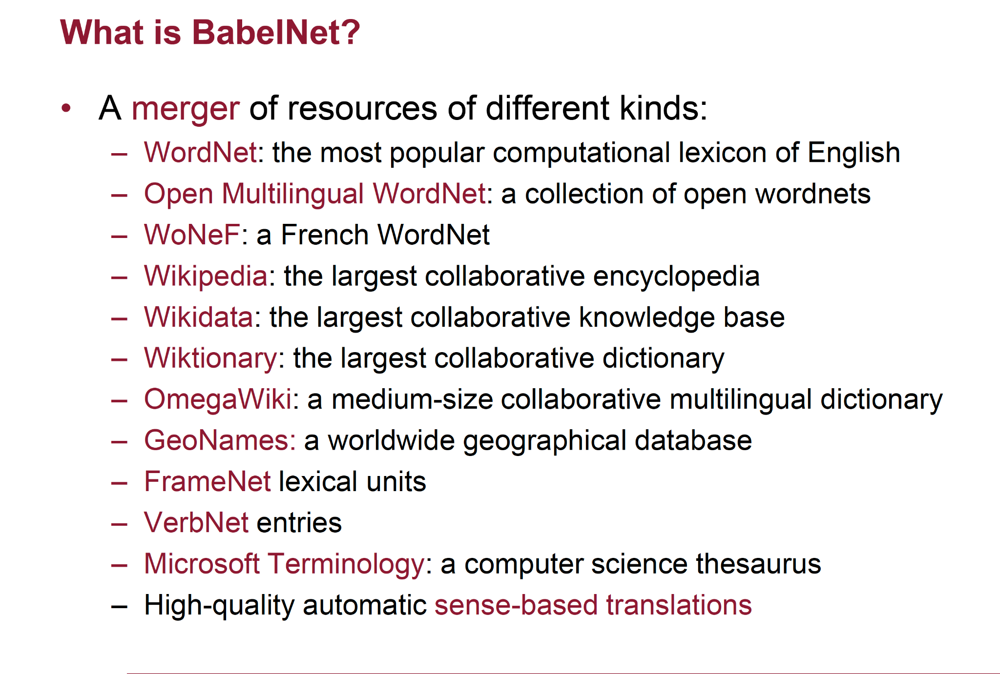 What is BabelNet?
• A merger of resources of different kinds:
– WordNet: the most popular computational lexicon of English
– Open Multilingual WordNet: a collection of open wordnets
– WoNeF: a French WordNet
– Wikipedia: the largest collaborative encyclopedia
– Wikidata: the largest collaborative knowledge base
– Wiktionary: the largest collaborative dictionary
– OmegaWiki: a medium-size collaborative multilingual dictionary
– GeoNames: a worldwide geographical database
– FrameNet lexical units
– VerbNet entries
– Microsoft Terminology: a computer science thesaurus
– High-quality automatic sense-based translations